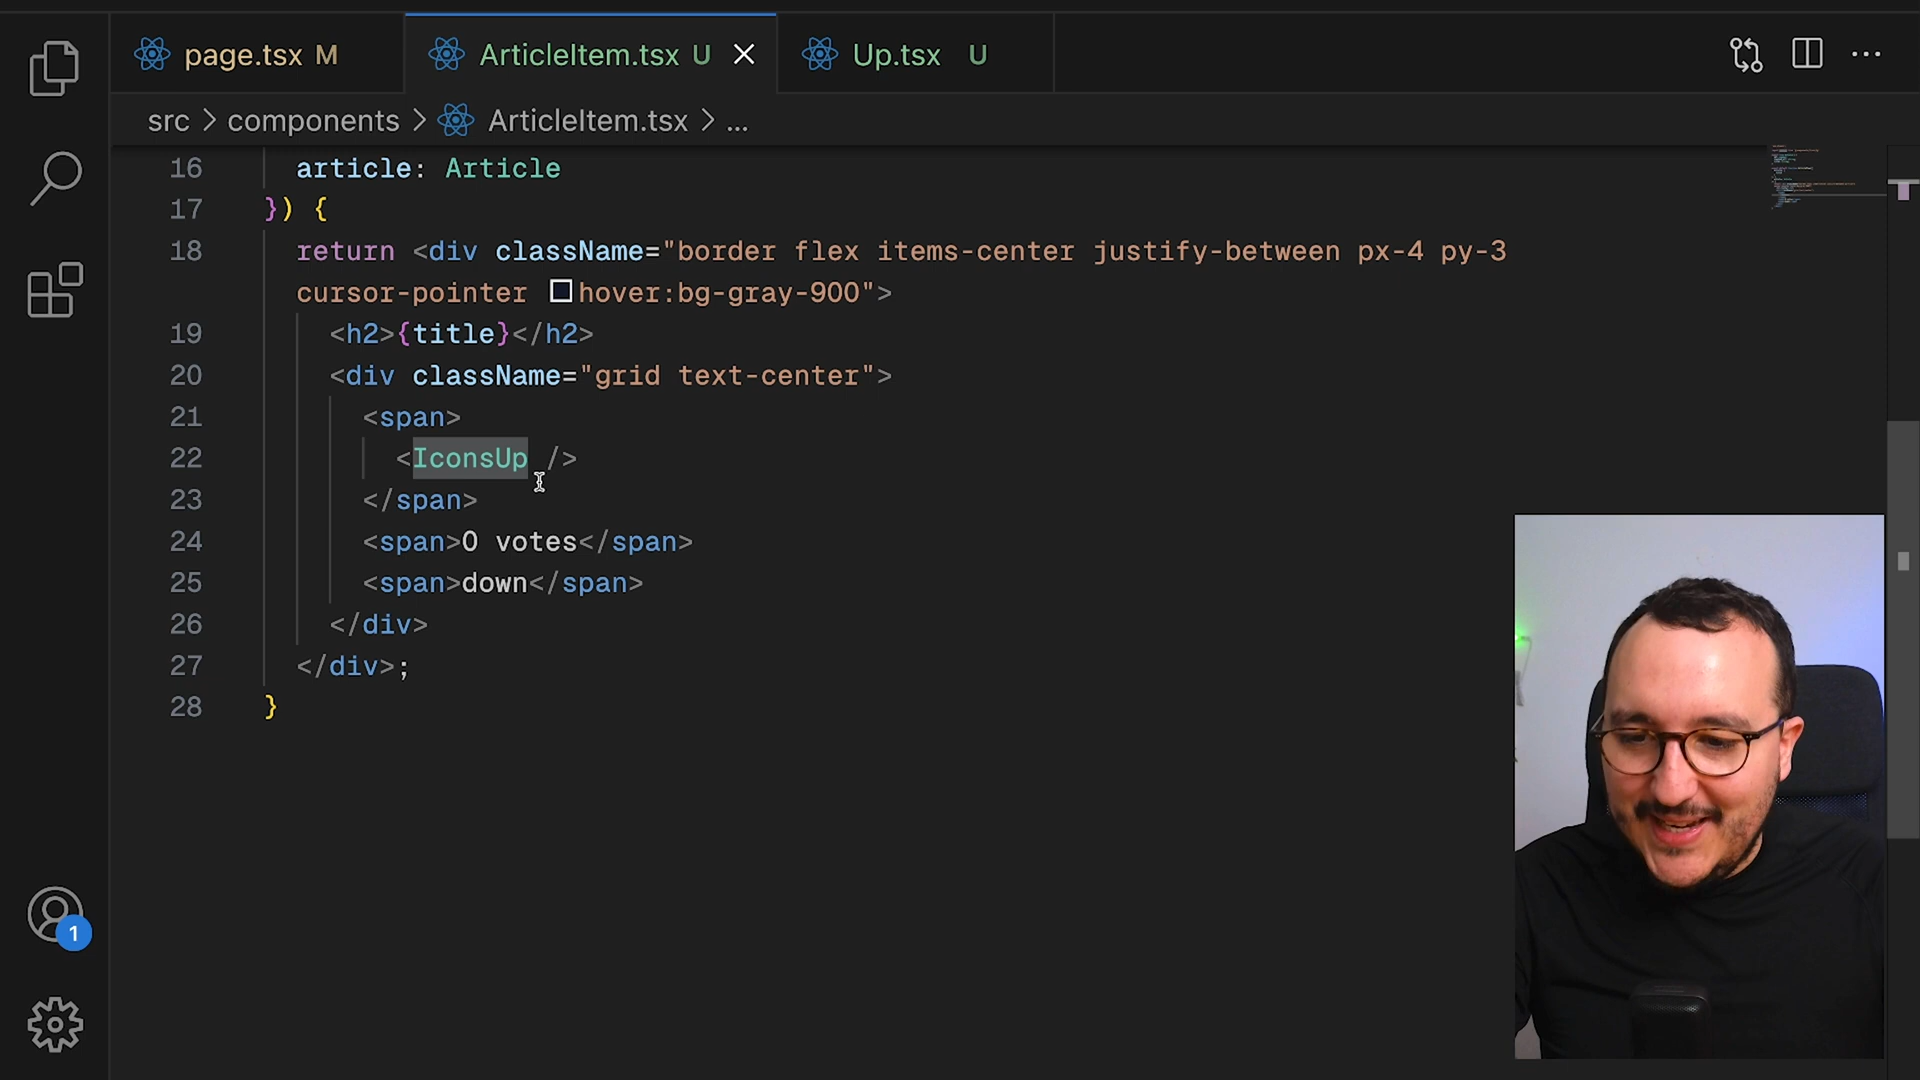 page.tsx M
ArticleItem.tsx U
Up.tsx U
src > components > ArticleItem.tsx > ...
16 article: Article
17 }) {
18 return <div className="border flex items-center justify-between px-4 py-3
cursor-pointer hover:bg-gray-900">
19 <h2>{title}</h2>
20 <div className="grid text-center">
21 <span>
22 <IconsUp />
23 </span>
24 <span>0 votes</span>
25 <span>down</span>
26 </div>
27 </div>;
28 }
1